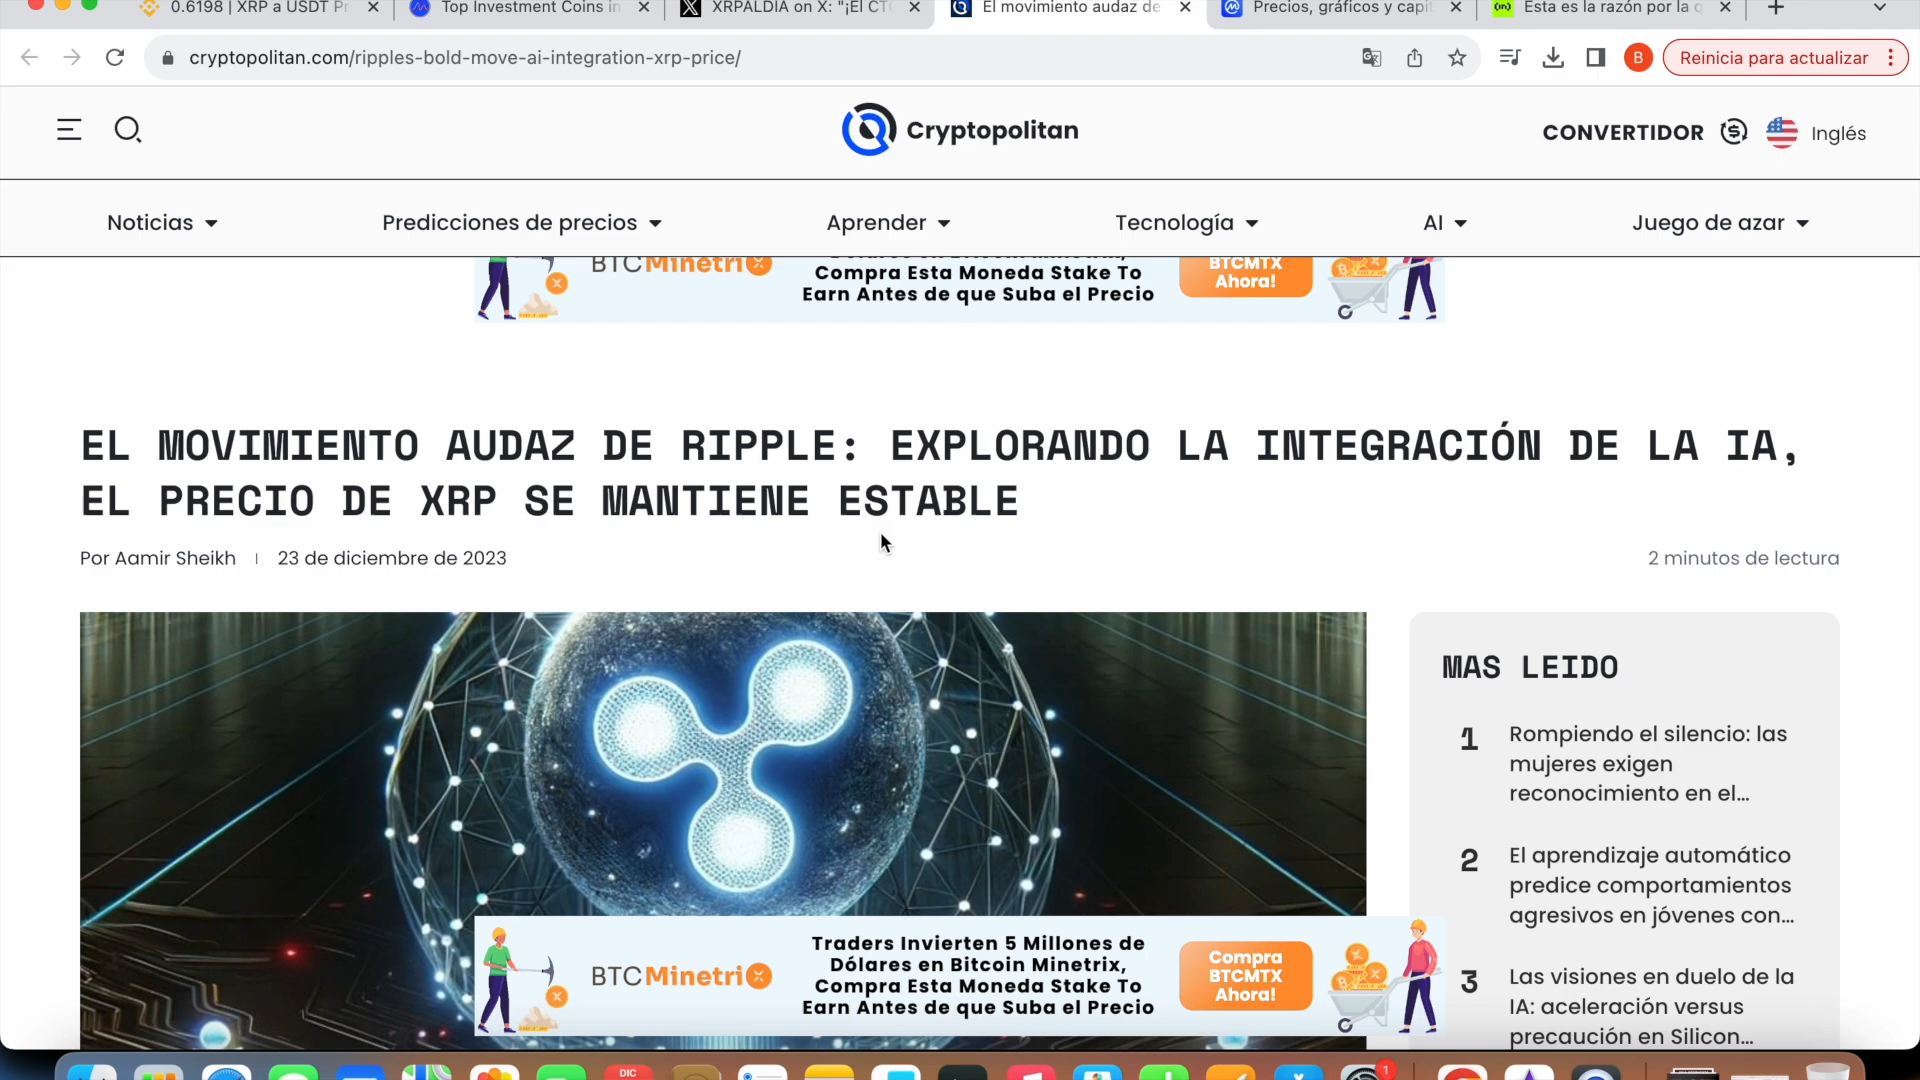 0.6198 | XRP a USDT Pr
Top Investment Coins in
XRPALDIA on X: "¡El CTO
El movimiento audaz de
Precios, gráficos y capit
Esta es la razón por la q
cryptopolitan.com/ripples-bold-move-ai-integration-xrp-price/
B
Reinicia para actualizar
Cryptopolitan
CONVERTIDOR
Inglés
Noticias
Predicciones de precios
Aprender
Tecnología
AI
Juego de azar
BTCMinetrix
Compra Esta Moneda Stake To
Earn Antes de que Suba el Precio
BTCMTX
Ahora!
EL MOVIMIENTO AUDAZ DE RIPPLE: EXPLORANDO LA INTEGRACIÓN DE LA IA,
EL PRECIO DE XRP SE MANTIENE ESTABLE
Por Aamir Sheikh
23 de diciembre de 2023
2 minutos de lectura
MAS LEIDO
1
Rompiendo el silencio: las
mujeres exigen
reconocimiento en el...
2
El aprendizaje automático
predice comportamientos
agresivos en jóvenes con...
3
Las visiones en duelo de la
IA: aceleración versus
precaución en Silicon...
BTCMinetrix
Traders Invierten 5 Millones de
Dólares en Bitcoin Minetrix,
Compra Esta Moneda Stake To
Earn Antes de que Suba el Precio
Compra
BTCMTX
Ahora!
DIC
1